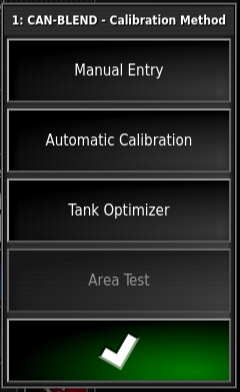 1: CAN-BLEND - Calibration Method
Manual Entry
Automatic Calibration
Tank Optimizer
Area Test